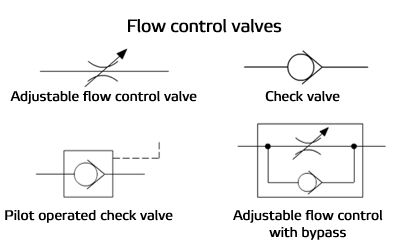 Flow control valves
Adjustable flow control valve
Check valve
Pilot operated check valve
Adjustable flow control
with bypass